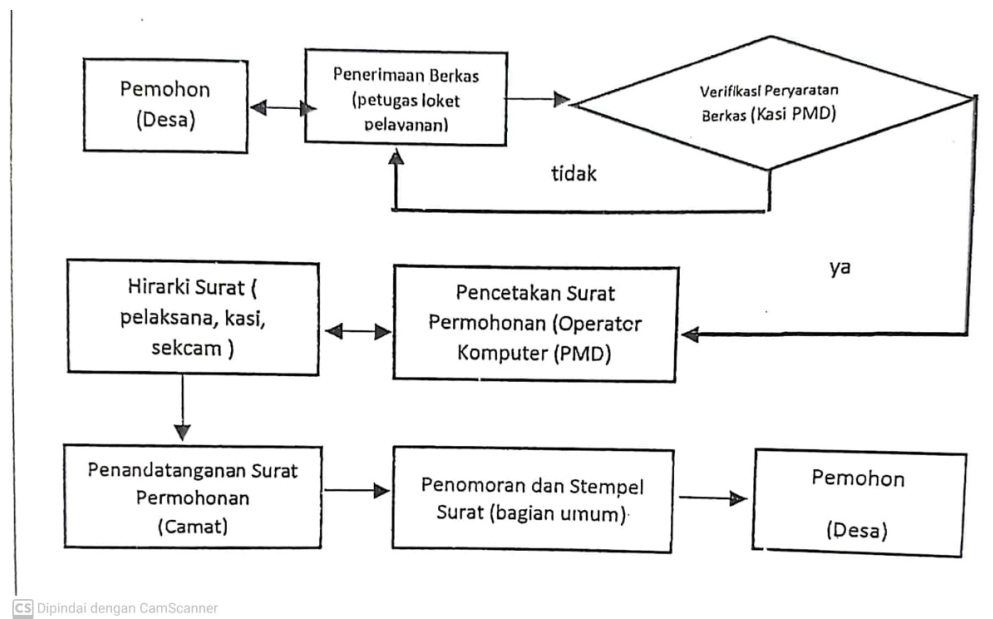 Pemohon
(Desa)
Penerimaan Berkas
(petugas loket
pelayanan)
Verifikasi Peryaratan
Berkas (Kasi PMD)
tidak
ya
Hirarki Surat (
pelaksana, kasi,
sekcam )
Pencetakan Surat
Permohonan (Operator
Komputer (PMD)
Penandatanganan Surat
Permohonan
(Camat)
Penomoran dan Stempel
Surat (bagian umum)
Pemohon
(Desa)
CS Dipindai dengan CamScanner